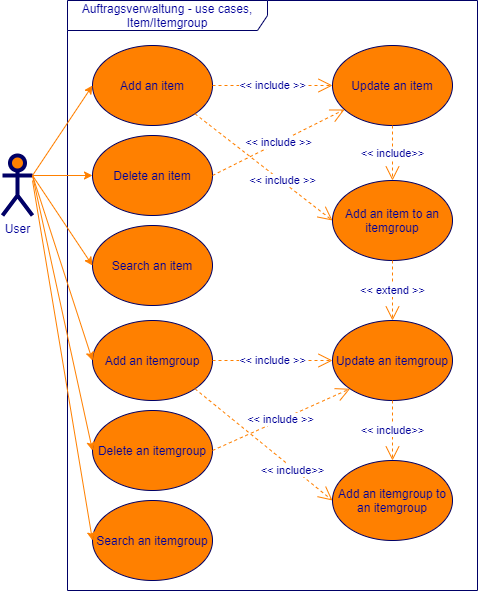 Auftragsverwaltung - use cases,
Item/Itemgroup
Add an item
<< include >>
Update an item
<< include >>
<< include>>
Delete an item
<< include >>
Add an item to an
itemgroup
User
Search an item
<< extend >>
Add an itemgroup
<< include >>
Update an itemgroup
<< include >>
<< include>>
Delete an itemgroup
<< include>>
Add an itemgroup to
an itemgroup
Search an itemgroup